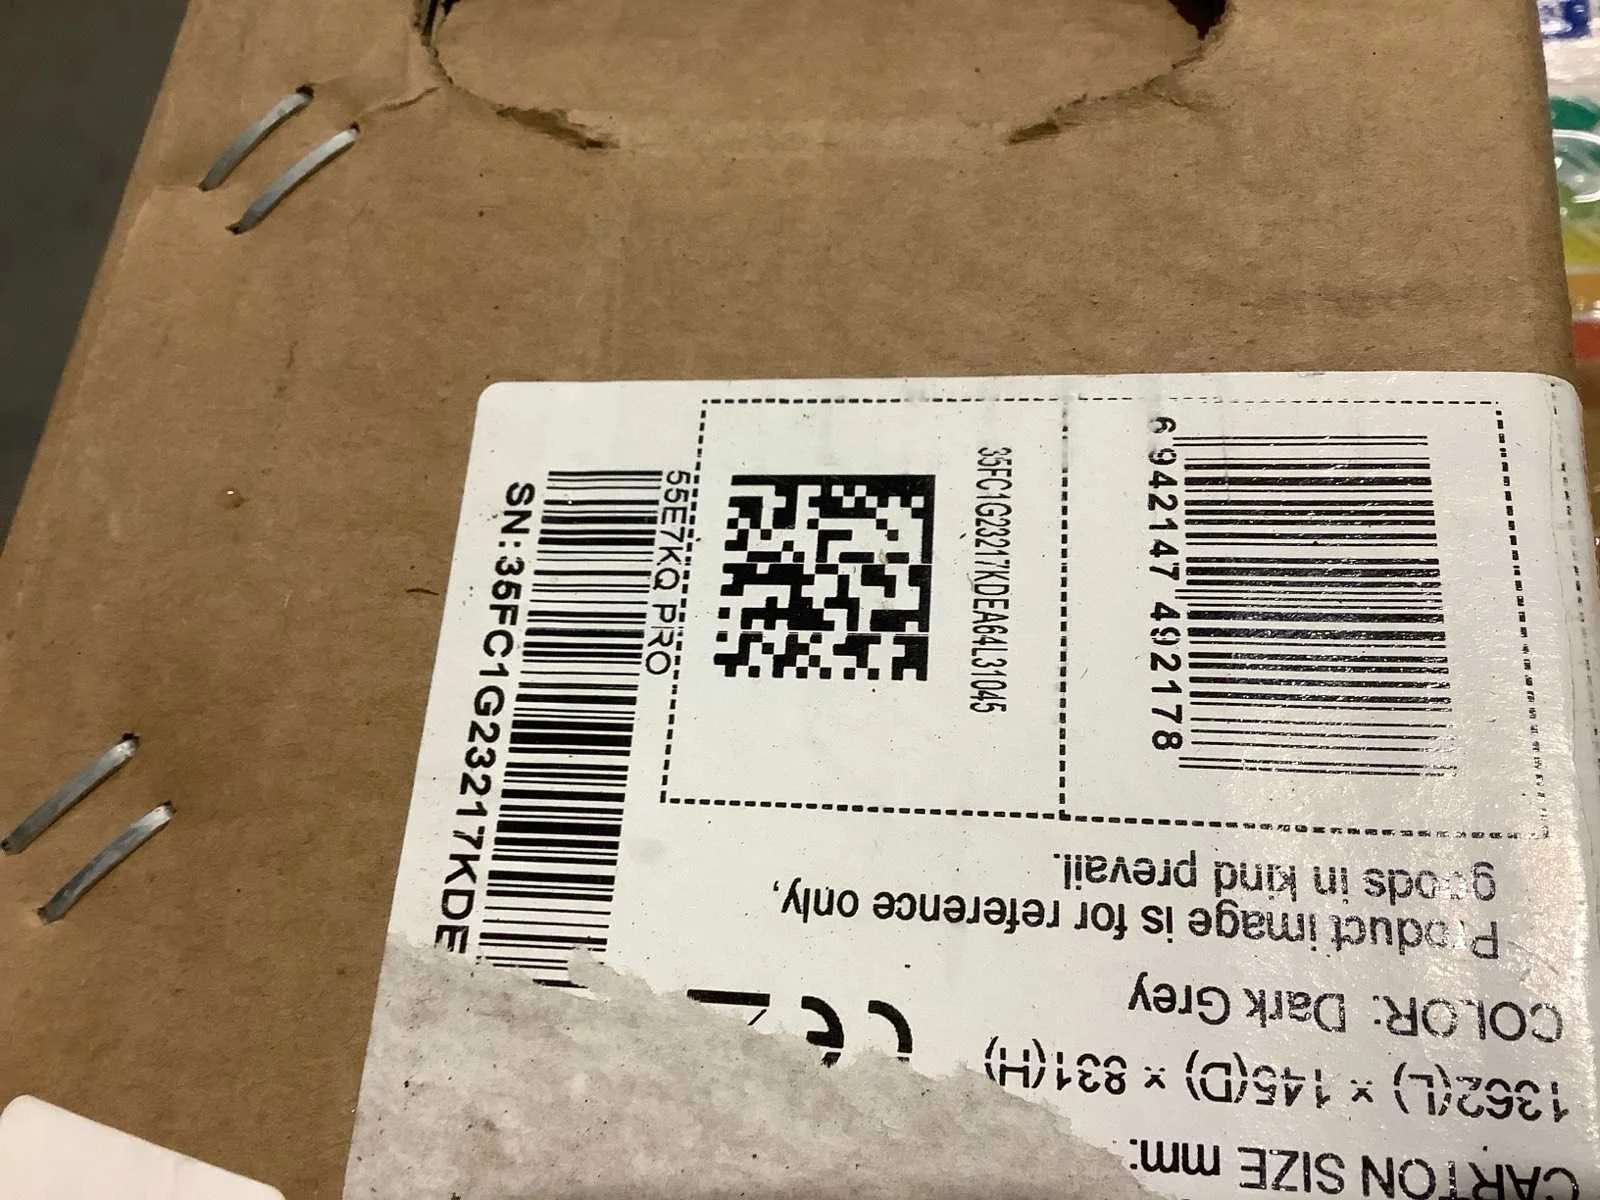 CARTON SIZE mm:
1362(L) × 145(D) × 831(H)
COLOR: Dark Grey
Product image is for reference only,
goods in kind prevail.
6 942147 492178
35FC1G23217KDEA64L31045
55E7KQ PRO
SN:35FC1G23217KDE